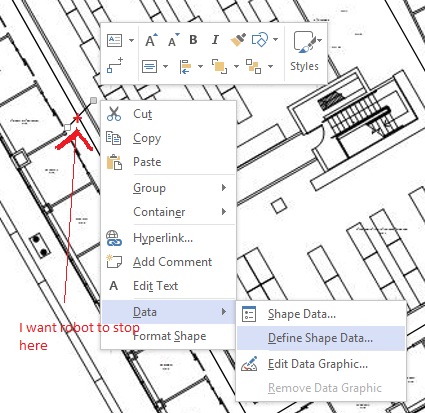 A A B I U
Styles
Cut
Copy
Paste
Group
Container
Hyperlink...
Add Comment
A Edit Text
Data
Format Shape
Shape Data...
Define Shape Data...
Edit Data Graphic...
Remove Data Graphic
I want robot to stop
here